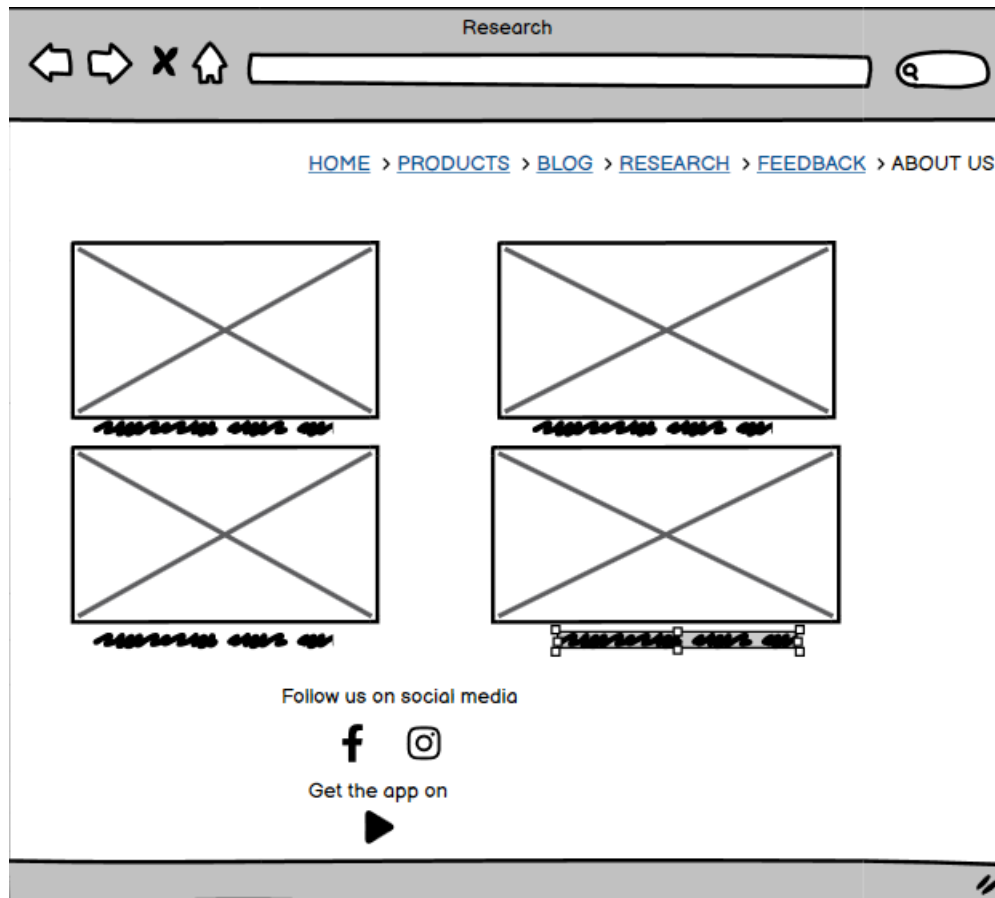 Research
HOME > PRODUCTS > BLOG > RESEARCH > FEEDBACK > ABOUT US
Follow us on social media
Get the app on